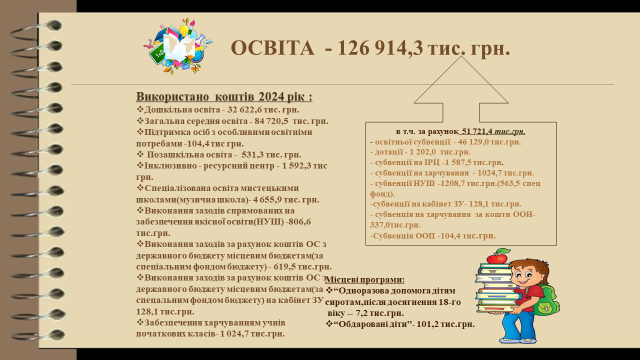 ОСВІТА - 126 914,3 тис. грн.
Використано коштів 2024 рік :
❖Дошкільна освіта - 32 622,6 тис. грн.
❖Загальна середня освіта - 84 720,5 тис. грн.
❖Підтримка осіб з особливими освітніми
потребами -104,4 тис грн.
❖ Позашкільна освіта - 531,3 тис. грн.
❖Інклюзивно - ресурсний центр - 1 592,3 тис
грн.
❖Спеціалізована освіта мистецькими
школами(музична школа)- 4 655,9 тис. грн.
❖Виконання заходів спрямованих на
забезпечення якісної освіти(НУШ) -806,6
тис.грн.
❖Виконання заходів за рахунок коштів ОС з
державного бюджету місцевим бюджетам(за
спеціальним фондом бюджету) - 619,5 тис.грн.
❖Виконання заходів за рахунок коштів ОС з
державного бюджету місцевим бюджетам(за
спецальним фондом бюджету) на кабінет ЗУ-
128,1 тис.грн.
❖Забезпечення харчуванням учнів
початкових класів- 1 024,7 тис.грн.
в т.ч. за рахунок 51 721,4 тис.грн.
- освітньої субвенції - 46 129,0 тис.грн.
- дотації - 1 202,0 тис.грн.
- субвенції на ІРЦ -1 587,5 тис.грн.
- субвенції на харчування - 1024,7 тис.грн.
- субвенції НУШ -1208,7 тис.грн.(563,5 спец
фонд).
-субвенції на кабінет ЗУ- 128,1 тис.грн.
- субвенція на харчування за кошти ООН-
337,0тис.грн.
-Субвенція ООП -104,4 тис.грн.
Місцеві програми:
❖“Одноразова допомога дітям
сиротам,після досягнення 18-го
віку – 7,2 тис.грн.
❖“Обдаровані діти”- 101,2 тис.грн.